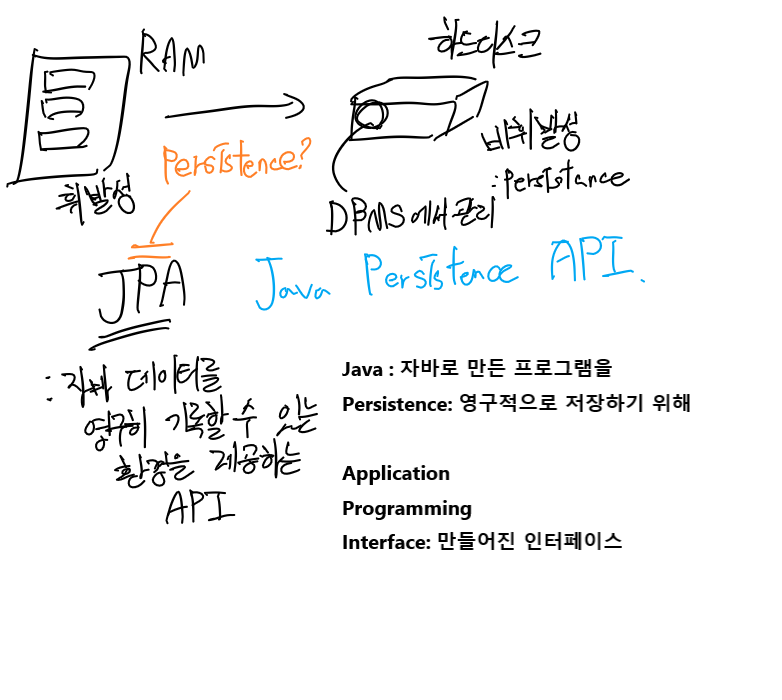 RAM
하드디스크
Persistence?
비휘발성
: persistance
휘발성
DBMS에서 관리
JPA
Java Persistence API.
: 자바 데이터를
영구히 기록할 수 있는
환경을 제공하는
API
Java : 자바로 만든 프로그램을
Persistence: 영구적으로 저장하기 위해
Application
Programming
Interface: 만들어진 인터페이스